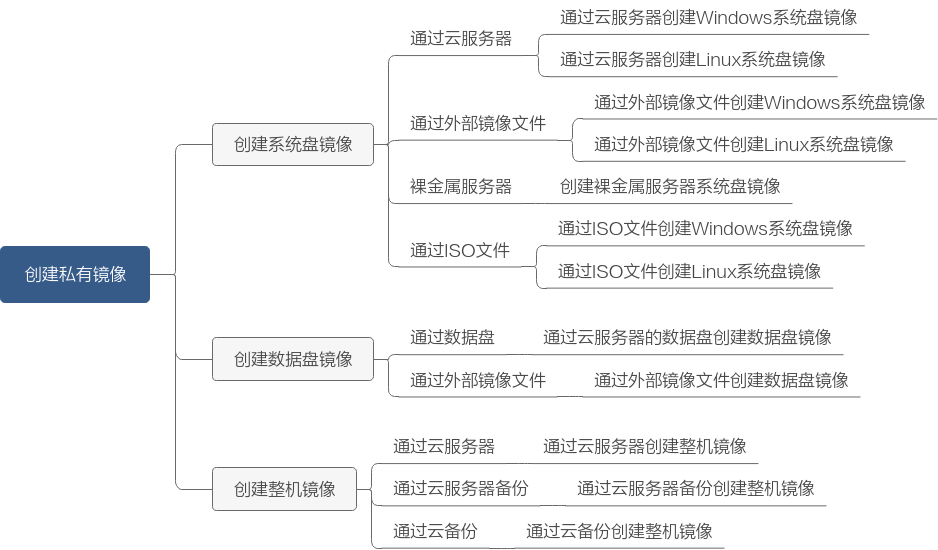 创建私有镜像
创建系统盘镜像
通过云服务器
通过云服务器创建Windows系统盘镜像
通过云服务器创建Linux系统盘镜像
通过外部镜像文件
通过外部镜像文件创建Windows系统盘镜像
通过外部镜像文件创建Linux系统盘镜像
裸金属服务器
创建裸金属服务器系统盘镜像
通过ISO文件
通过ISO文件创建Windows系统盘镜像
通过ISO文件创建Linux系统盘镜像
创建数据盘镜像
通过数据盘
通过云服务器的数据盘创建数据盘镜像
通过外部镜像文件
通过外部镜像文件创建数据盘镜像
创建整机镜像
通过云服务器
通过云服务器创建整机镜像
通过云服务器备份
通过云服务器备份创建整机镜像
通过云备份
通过云备份创建整机镜像